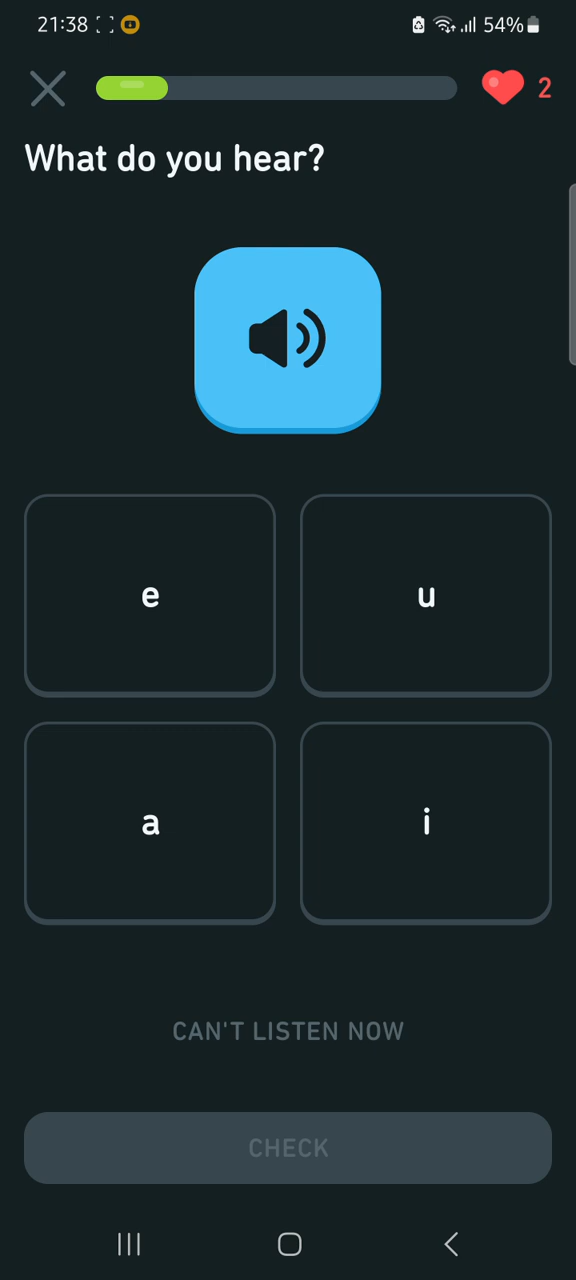 21:38 54%
2
What do you hear?
e u
a i
CAN'T LISTEN NOW
CHECK